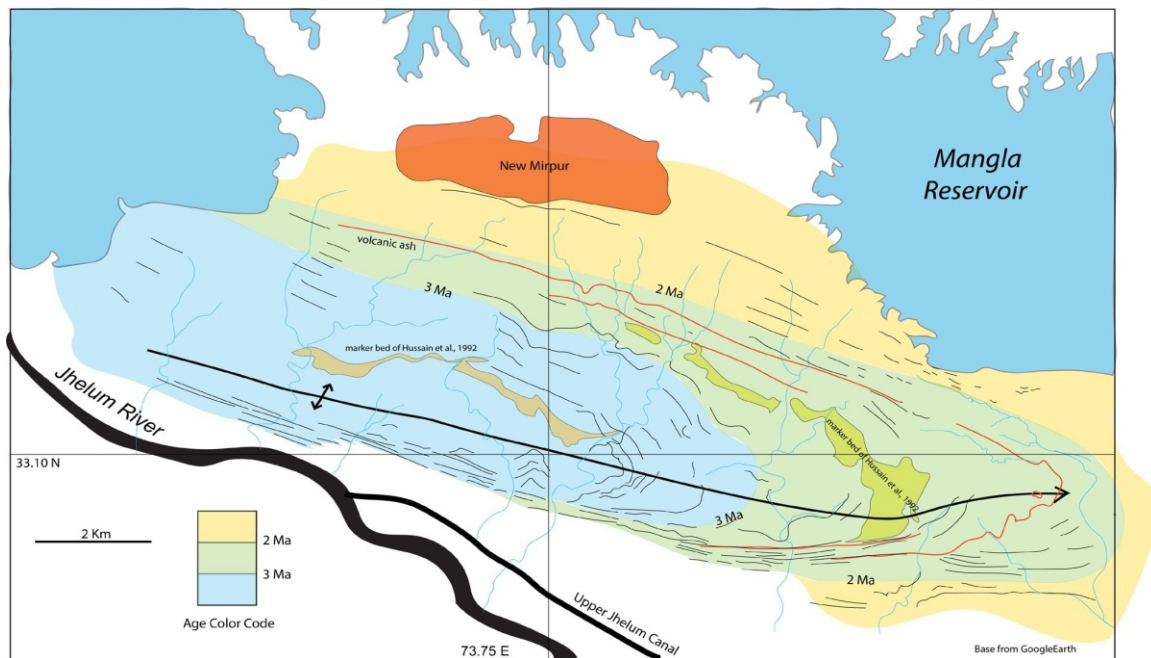 New Mirpur
Mangla
Reservoir
volcanic ash
3 Ma
2 Ma
marker bed of Hussain et al., 1992
Jhelum River
marker bed of Hussain et al., 1992
33.10 N
3 Ma
2 Km
2 Ma
3 Ma
2 Ma
Age Color Code
Upper Jhelum Canal
73.75 E
Base from GoogleEarth